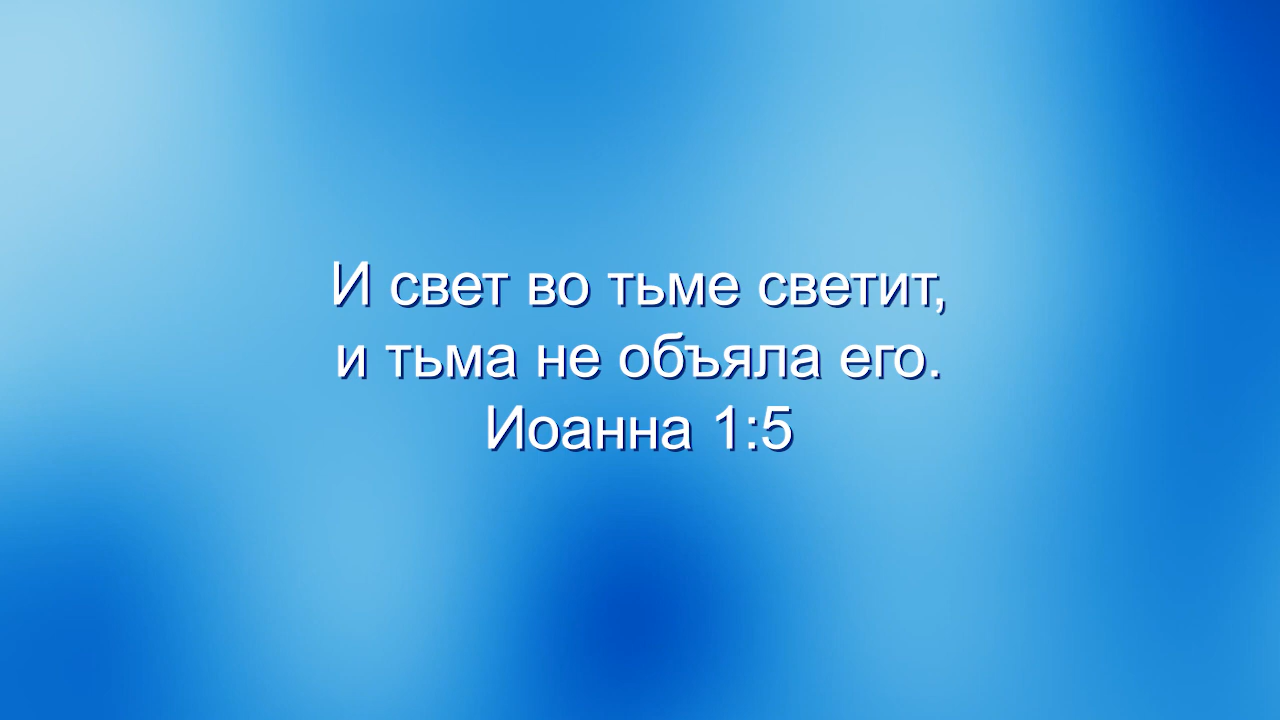 И свет во тьме светит,
и тьма не объяла его.
Иоанна 1:5